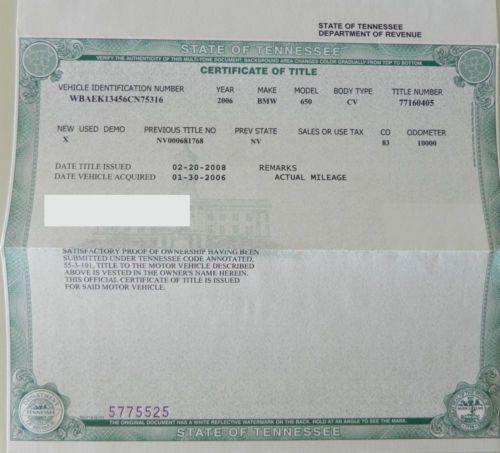 STATE OF TENNESSEE
DEPARTMENT OF REVENUE
STATE OF TENNESSEE
VERIFY THE AUTHENTICITY OF THIS MULTI-TONE DOCUMENT. BACKGROUND AREA CHANGES COLOR GRADUALLY FROM TOP TO BOTTOM.
CERTIFICATE OF TITLE
VEHICLE IDENTIFICATION NUMBER YEAR MAKE MODEL BODY TYPE TITLE NUMBER
WBAEK13456CN75316 2006 BMW 650 CV 77160405
NEW USED DEMO PREVIOUS TITLE NO PREV STATE SALES OR USE TAX CO ODOMETER
X NV000681768 NV 83 10000
DATE TITLE ISSUED 02-20-2008 REMARKS
DATE VEHICLE ACQUIRED 01-30-2006 ACTUAL MILEAGE
SATISFACTORY PROOF OF OWNERSHIP HAVING BEEN
SUBMITTED UNDER TENNESSEE CODE ANNOTATED,
55-3-101, TITLE TO THE MOTOR VEHICLE DESCRIBED
ABOVE IS VESTED IN THE OWNER'S NAME HEREIN.
THIS OFFICIAL CERTIFICATE OF TITLE IS ISSUED
FOR SAID MOTOR VEHICLE.
5775525
THE ORIGINAL DOCUMENT HAS A WHITE REFLECTIVE WATERMARK ON THE BACK. HOLD AT AN ANGLE TO SEE THE MARK.
STATE OF TENNESSEE